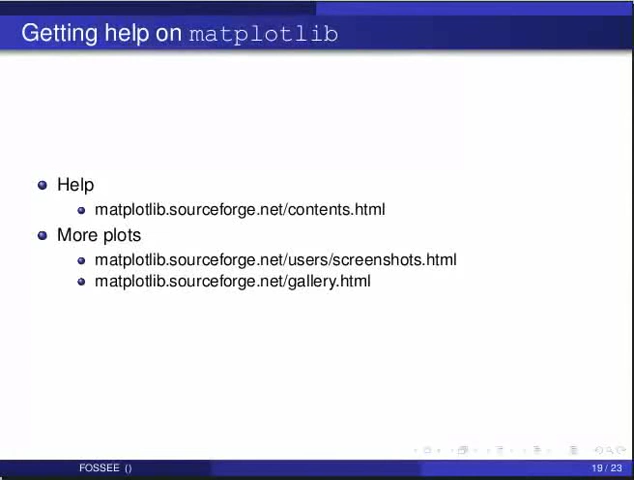 Getting help on matplotlib
Help
matplotlib.sourceforge.net/contents.html
More plots
matplotlib.sourceforge.net/users/screenshots.html
matplotlib.sourceforge.net/gallery.html
FOSSEE ()
19 / 23